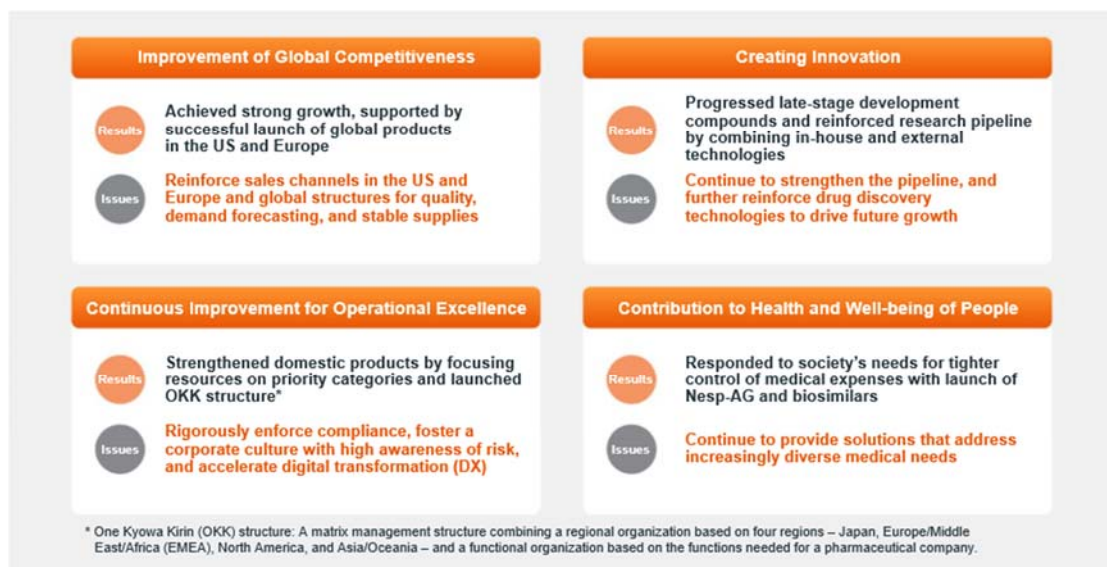 Improvement of Global Competitiveness
Results
Achieved strong growth, supported by
successful launch of global products
in the US and Europe
Issues
Reinforce sales channels in the US and
Europe and global structures for quality,
demand forecasting, and stable supplies
Creating Innovation
Results
Progressed late-stage development
compounds and reinforced research pipeline
by combining in-house and external
technologies
Issues
Continue to strengthen the pipeline, and
further reinforce drug discovery
technologies to drive future growth
Continuous Improvement for Operational Excellence
Results
Strengthened domestic products by focusing
resources on priority categories and launched
OKK structure*
Issues
Rigorously enforce compliance, foster a
corporate culture with high awareness of risk,
and accelerate digital transformation (DX)
Contribution to Health and Well-being of People
Results
Responded to society's needs for tighter
control of medical expenses with launch of
Nesp-AG and biosimilars
Issues
Continue to provide solutions that address
increasingly diverse medical needs
* One Kyowa Kirin (OKK) structure: A matrix management structure combining a regional organization based on four regions – Japan, Europe/Middle
East/Africa (EMEA), North America, and Asia/Oceania – and a functional organization based on the functions needed for a pharmaceutical company.